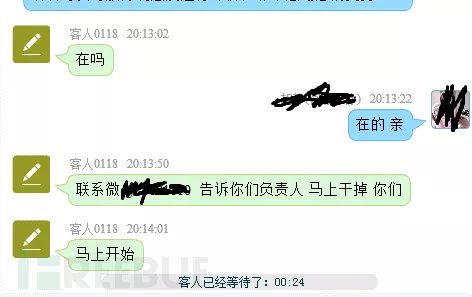 客人0118 20:13:02
在吗
20:13:22
在的 亲
客人0118 20:13:50
联系微 告诉你们负责人 马上干掉 你们
客人0118 20:14:01
马上开始
FREEBUF
客人已经等待了：00:24